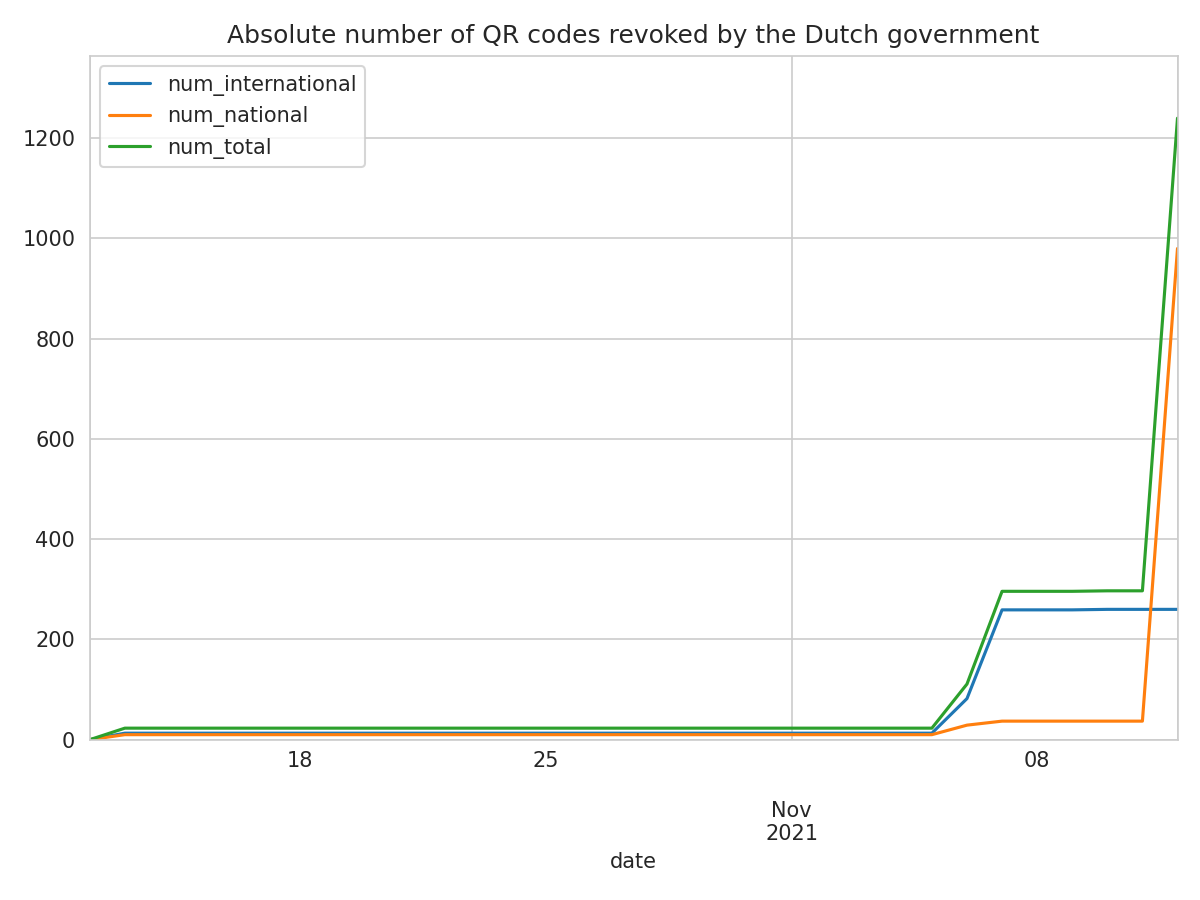 Absolute number of QR codes revoked by the Dutch government
num_international
num_national
num_total
1200
1000
800
600
400
200
0
18
25
08
Nov
2021
date